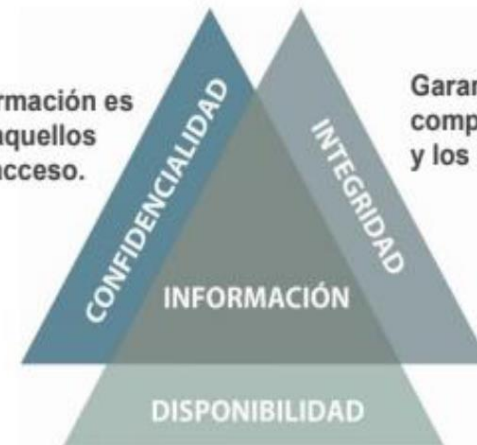 rmación es
aquellos
acceso.
Garan
comp
y los
CONFIDENCIALIDAD
INTEGRIDAD
INFORMACIÓN
DISPONIBILIDAD